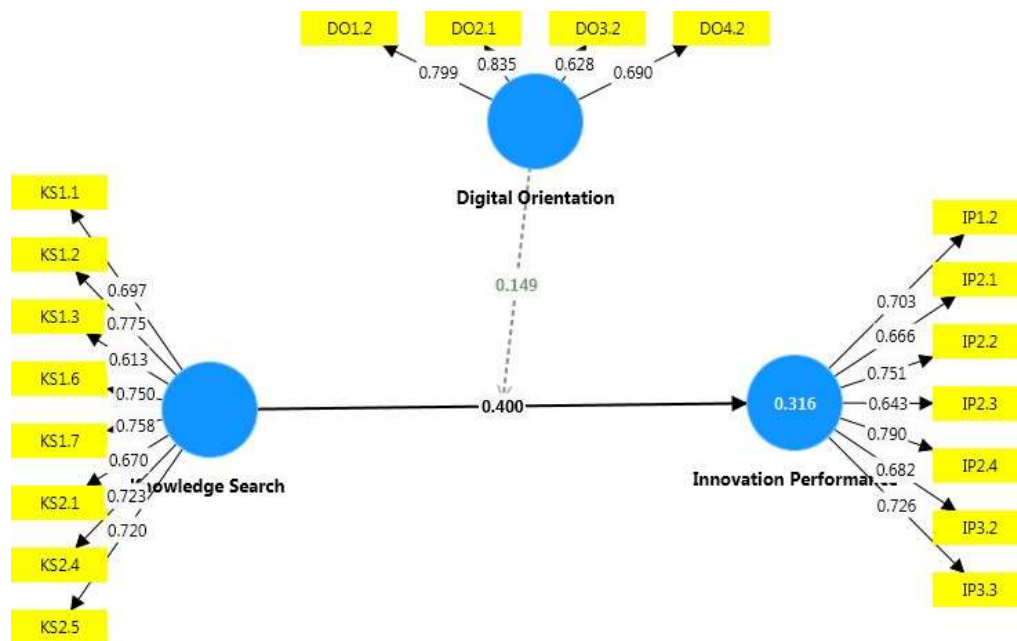 DO1.2
DO2.1
DO3.2
DO4.2
0.799
0.835
0.628
0.690
Digital Orientation
0.149
KS1.1
KS1.2
KS1.3
KS1.6
KS1.7
KS2.1
KS2.4
KS2.5
0.697
0.775
0.613
0.750
0.758
0.670
0.723
0.720
Knowledge Search
0.400
0.316
Innovation Performance
0.703
0.666
0.751
0.643
0.790
0.682
0.726
IP1.2
IP2.1
IP2.2
IP2.3
IP2.4
IP3.2
IP3.3